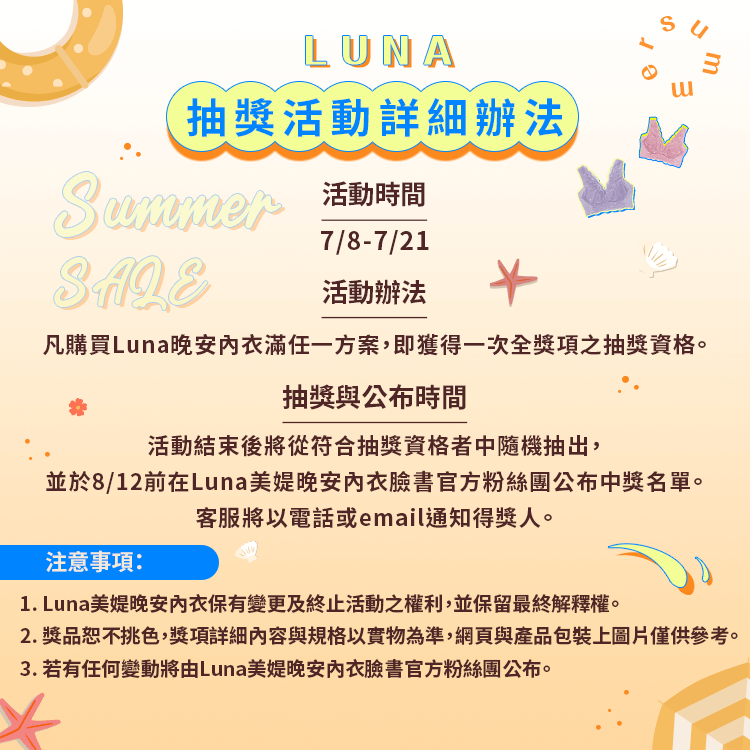 LUNA
summer
抽獎活動詳細辦法
Summer
SALE
活動時間
7/8-7/21
活動辦法
凡購買Luna晚安內衣滿任一方案，即獲得一次全獎項之抽獎資格。
抽獎與公布時間
活動結束後將從符合抽獎資格者中隨機抽出，
並於8/12前在Luna美媞晚安內衣臉書官方粉絲團公布中獎名單。
客服將以電話或email通知得獎人。
注意事項：
1. Luna美媞晚安內衣保有變更及終止活動之權利，並保留最終解釋權。
2. 獎品恕不挑色，獎項詳細內容與規格以實物為準，網頁與產品包裝上圖片僅供參考。
3. 若有任何變動將由Luna美媞晚安內衣臉書官方粉絲團公布。